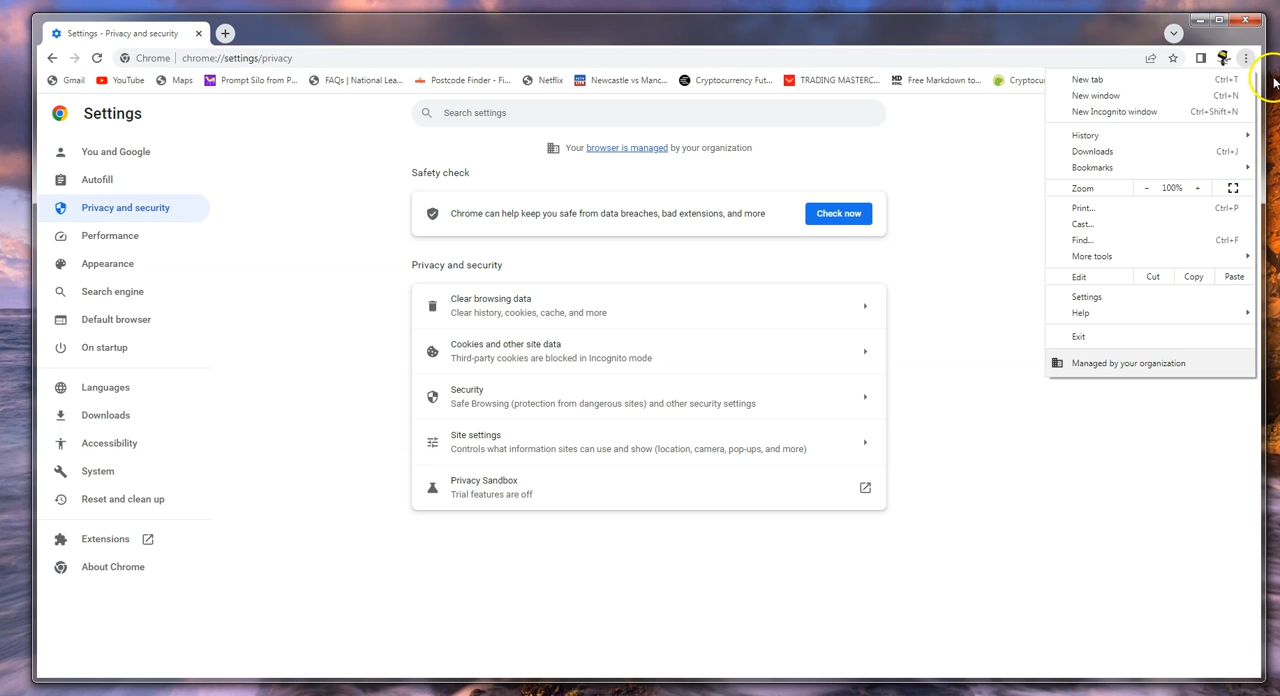 Settings - Privacy and security
Chrome | chrome://settings/privacy
Gmail YouTube Maps Prompt Silo from P... FAQs | National Lea... Postcode Finder - Fi... Netflix Newcastle vs Manc... Cryptocurrency Fut... TRADING MASTERC... Free Markdown to... Cryptocu
Settings
Search settings
Your browser is managed by your organization
You and Google
Autofill
Privacy and security
Performance
Appearance
Search engine
Default browser
On startup
Languages
Downloads
Accessibility
System
Reset and clean up
Extensions
About Chrome
Safety check
Chrome can help keep you safe from data breaches, bad extensions, and more
Check now
Privacy and security
Clear browsing data
Clear history, cookies, cache, and more
Cookies and other site data
Third-party cookies are blocked in Incognito mode
Security
Safe Browsing (protection from dangerous sites) and other security settings
Site settings
Controls what information sites can use and show (location, camera, pop-ups, and more)
Privacy Sandbox
Trial features are off
New tab Ctrl+T
New window Ctrl+N
New Incognito window Ctrl+Shift+N
History
Downloads Ctrl+J
Bookmarks
Zoom - 100% +
Print... Ctrl+P
Cast...
Find... Ctrl+F
More tools
Edit Cut Copy Paste
Settings
Help
Exit
Managed by your organization